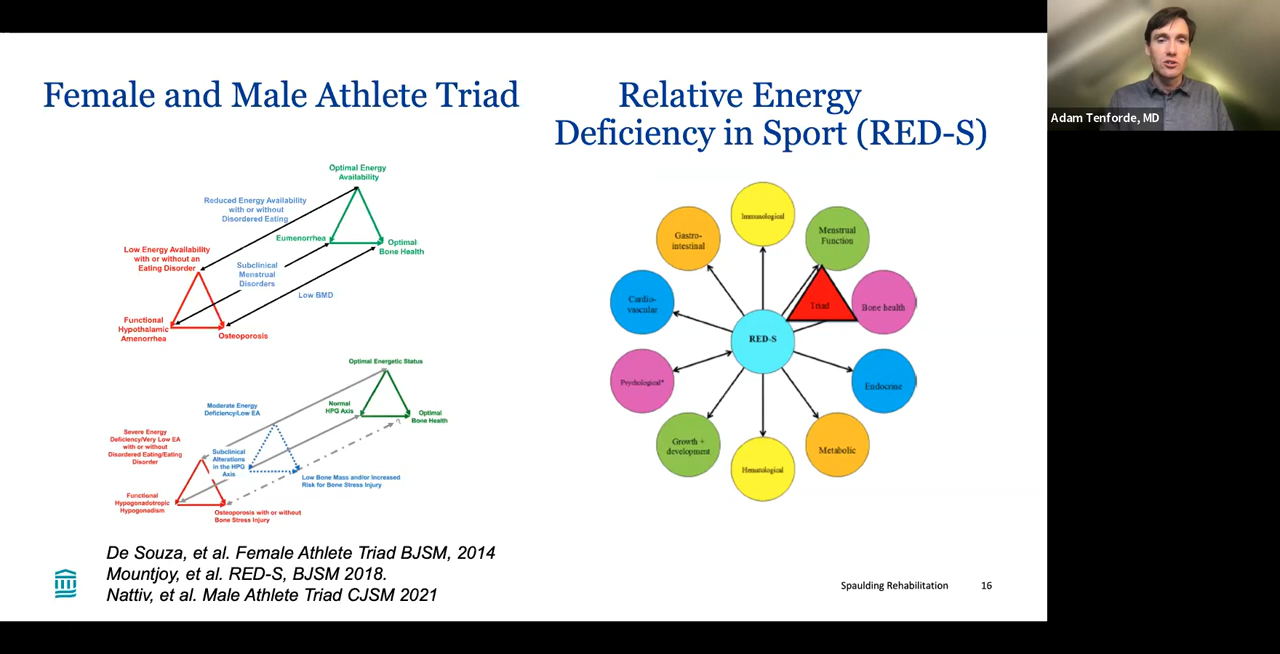 Female and Male Athlete Triad
Optimal Energy
Availability
Reduced Energy Availability
with or without
Disordered Eating
Eumenorrhea
Optimal
Bone Health
Low Energy Availability
with or without an
Eating Disorder
Subclinical
Menstrual
Disorders
Low BMD
Functional
Hypothalamic
Amenorrhea
Osteoporosis
Optimal Energetic Status
Moderate Energy
Deficiency/Low EA
Normal
HPG Axis
Optimal
Bone Health
Severe Energy
Deficiency/Very Low EA
with or without
Disordered Eating/Eating
Disorder
Subclinical
Alterations
in the HPG
Axis
Low Bone Mass and/or Increased
Risk for Bone Stress Injury
Functional
Hypogonadotropic
Hypogonadism
Osteoporosis with or without
Bone Stress Injury
De Souza, et al. Female Athlete Triad BJSM, 2014
Mountjoy, et al. RED-S, BJSM 2018.
Nattiv, et al. Male Athlete Triad CJSM 2021
Relative Energy
Deficiency in Sport (RED-S)
Immunological
Menstrual
Function
Gastro-
intestinal
Triad
Bone health
Cardio-
vascular
RED-S
Psychological*
Endocrine
Growth +
development
Metabolic
Hematological
Spaulding Rehabilitation
16
Adam Tenforde, MD